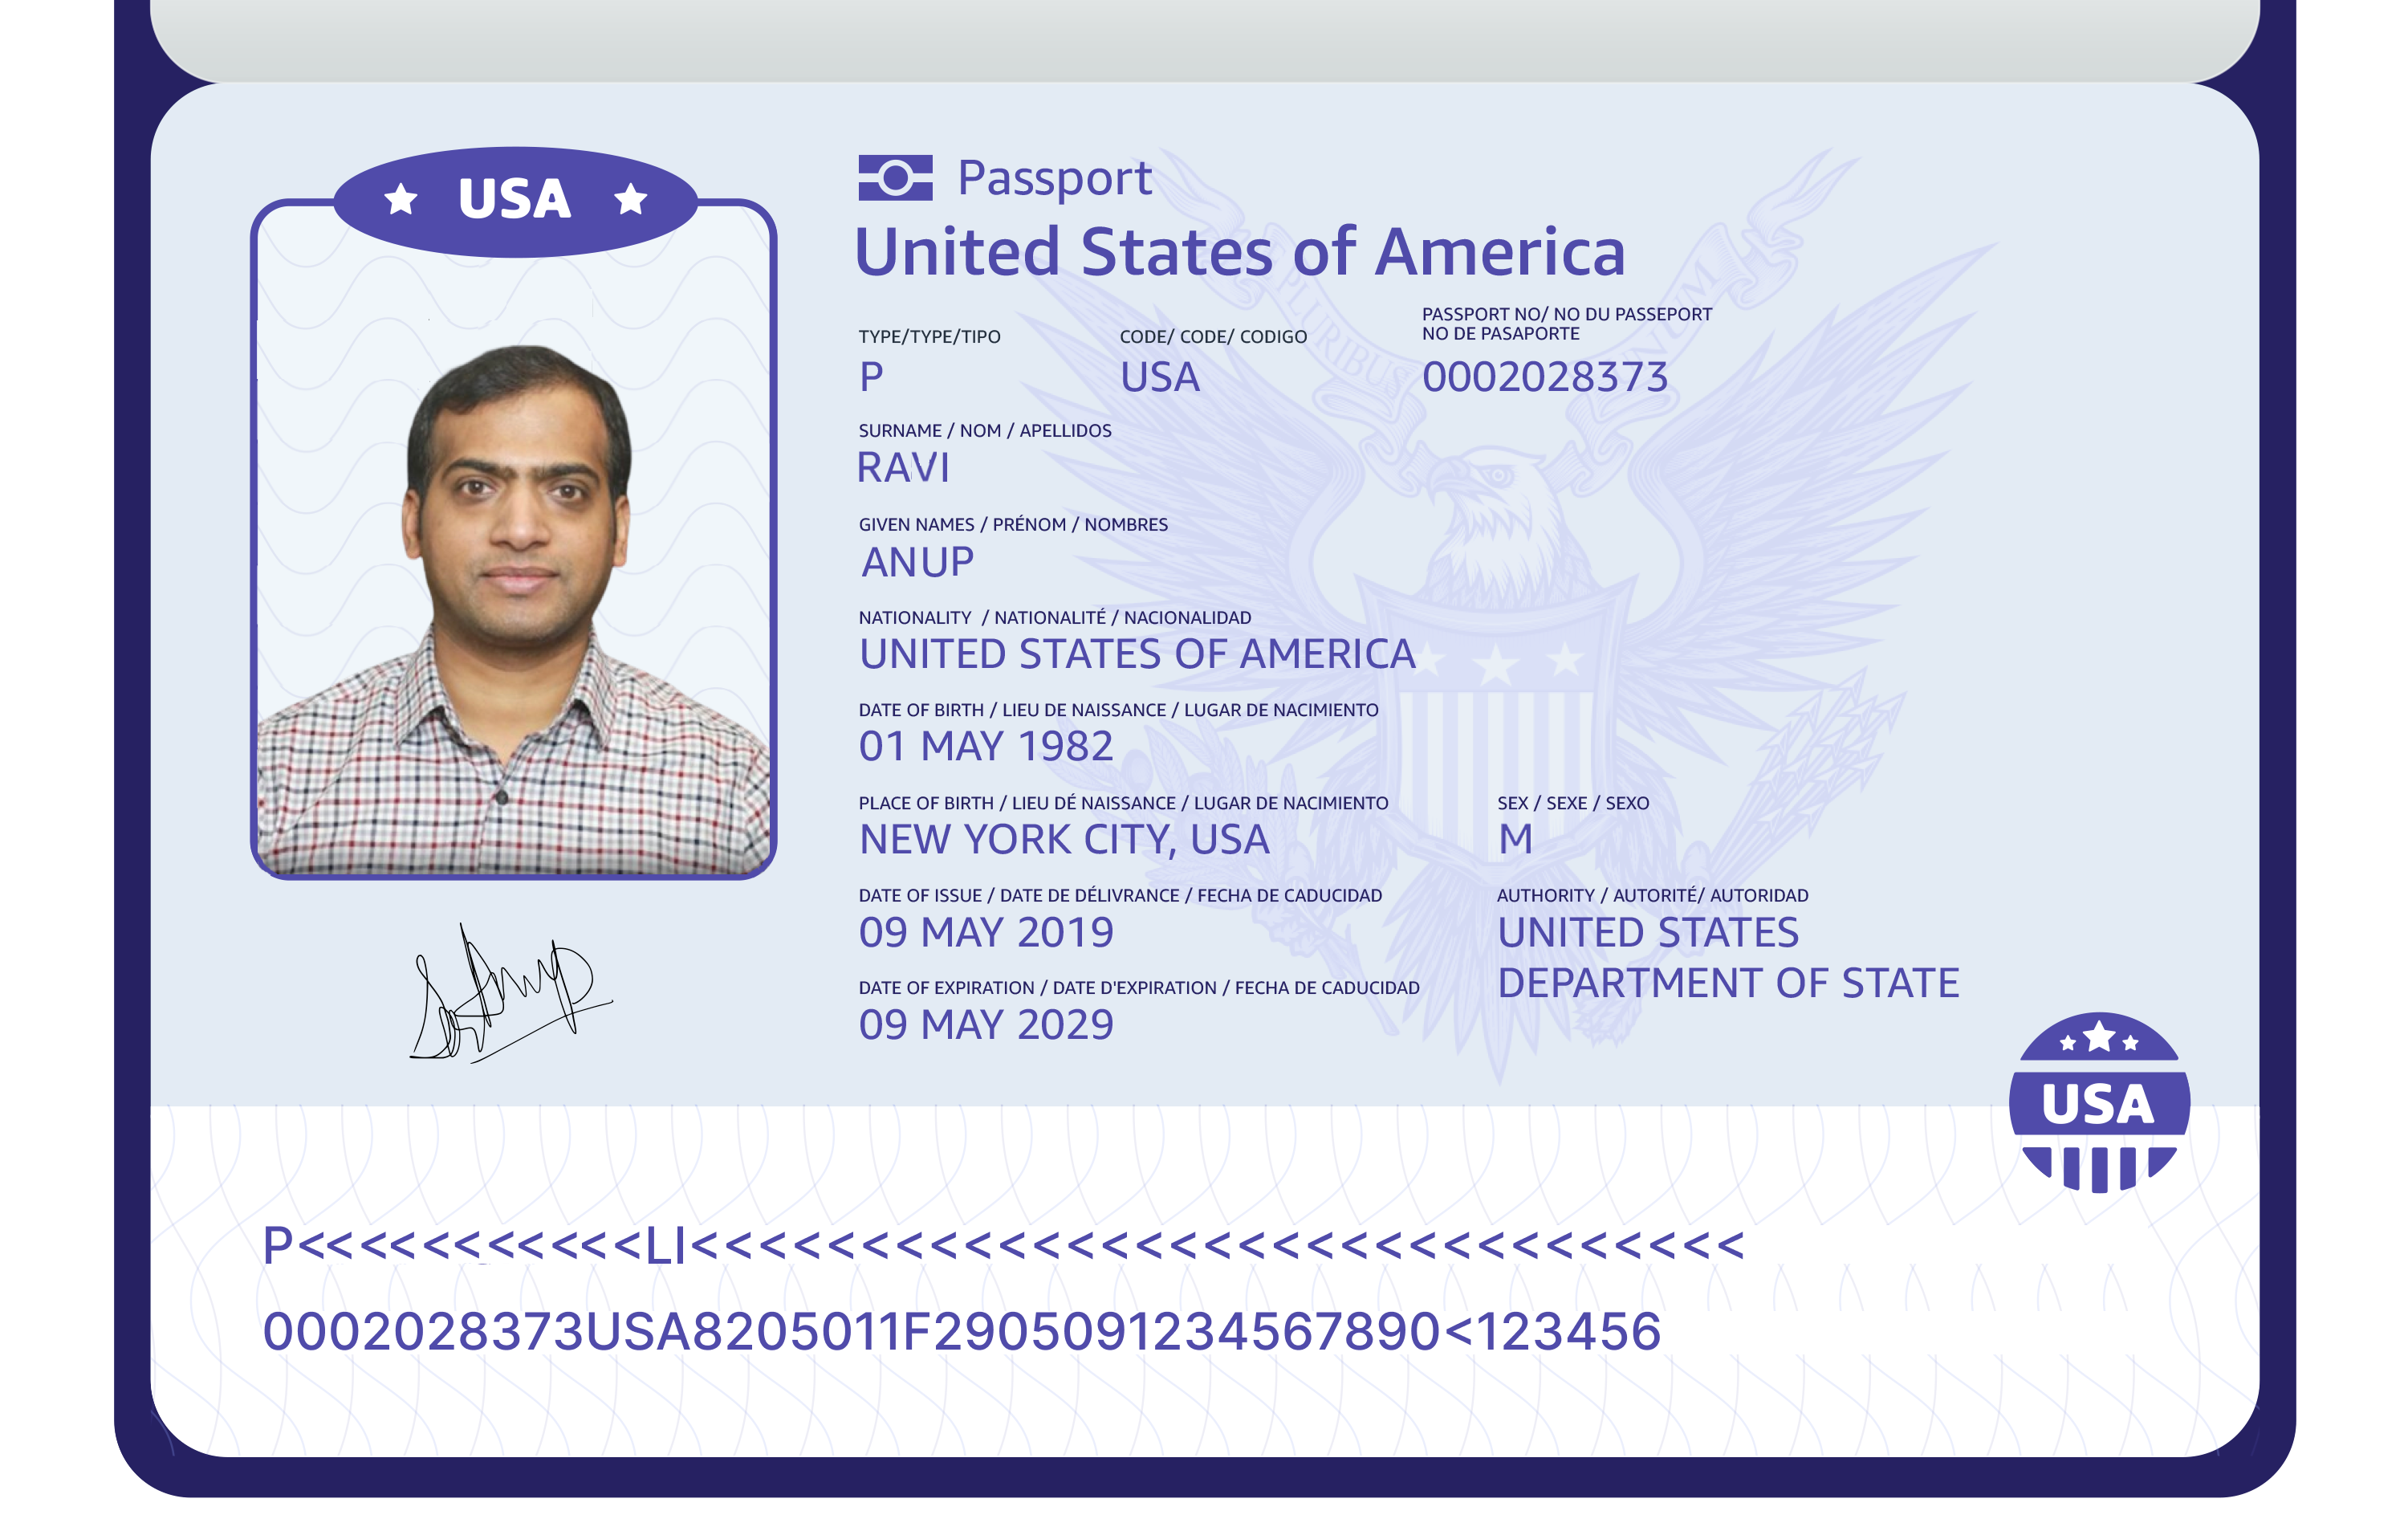 USA
Passport
United States of America
E PLURIBUS UNUM
TYPE/TYPE/TIPO
P
CODE/ CODE/ CODIGO
USA
PASSPORT NO/ NO DU PASSEPORT
NO DE PASAPORTE
0002028373
SURNAME / NOM / APELLIDOS
RAVI
GIVEN NAMES / PRÉNOM / NOMBRES
ANUP
NATIONALITY / NATIONALITÉ / NACIONALIDAD
UNITED STATES OF AMERICA
DATE OF BIRTH / LIEU DE NAISSANCE / LUGAR DE NACIMIENTO
01 MAY 1982
PLACE OF BIRTH / LIEU DÉ NAISSANCE / LUGAR DE NACIMIENTO
NEW YORK CITY, USA
SEX / SEXE / SEXO
M
DATE OF ISSUE / DATE DE DÉLIVRANCE / FECHA DE CADUCIDAD
09 MAY 2019
AUTHORITY / AUTORITÉ/ AUTORIDAD
UNITED STATES
DEPARTMENT OF STATE
DATE OF EXPIRATION / DATE D'EXPIRATION / FECHA DE CADUCIDAD
09 MAY 2029
USA
P<<<<<<<<<<<LI<<<<<<<<<<<<<<<<<<<<<<<<<<<<<<<
0002028373USA8205011F2905091234567890<123456